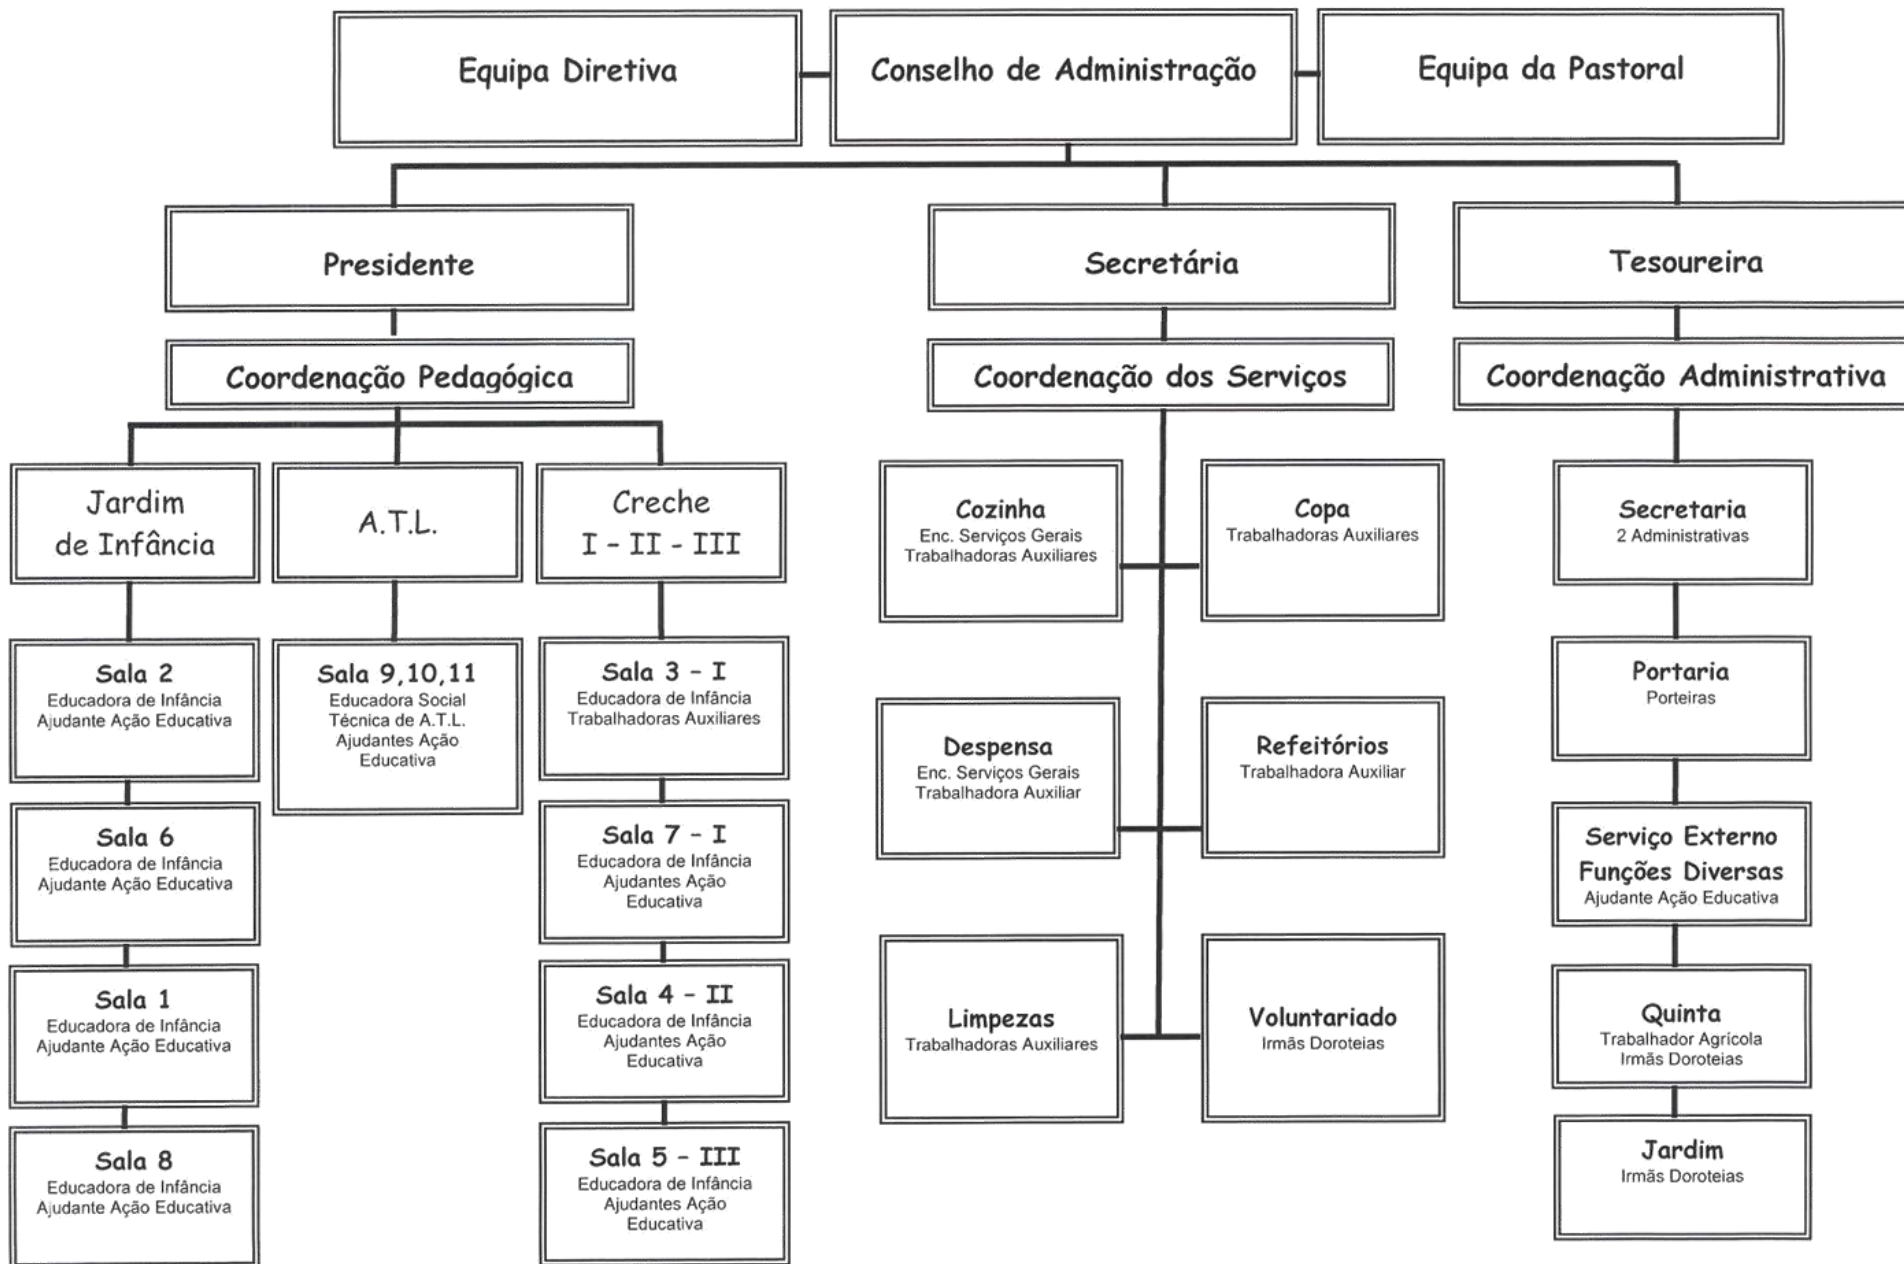 Equipa Diretiva
Conselho de Administração
Equipa da Pastoral
Presidente
Secretária
Tesoureira
Coordenação Pedagógica
Coordenação dos Serviços
Coordenação Administrativa
Jardim
de Infância
A.T.L.
Creche
I - II - III
Sala 2
Educadora de Infância
Ajudante Ação Educativa
Sala 6
Educadora de Infância
Ajudante Ação Educativa
Sala 1
Educadora de Infância
Ajudante Ação Educativa
Sala 8
Educadora de Infância
Ajudante Ação Educativa
Sala 9,10,11
Educadora Social
Técnica de A.T.L.
Ajudantes Ação
Educativa
Sala 3 - I
Educadora de Infância
Trabalhadoras Auxiliares
Sala 7 - I
Educadora de Infância
Ajudantes Ação
Educativa
Sala 4 - II
Educadora de Infância
Ajudantes Ação
Educativa
Sala 5 - III
Educadora de Infância
Ajudantes Ação
Educativa
Cozinha
Enc. Serviços Gerais
Trabalhadoras Auxiliares
Copa
Trabalhadoras Auxiliares
Despensa
Enc. Serviços Gerais
Trabalhadora Auxiliar
Refeitórios
Trabalhadora Auxiliar
Limpezas
Trabalhadoras Auxiliares
Voluntariado
Irmãs Doroteias
Secretaria
2 Administrativas
Portaria
Porteiras
Serviço Externo
Funções Diversas
Ajudante Ação Educativa
Quinta
Trabalhador Agrícola
Irmãs Doroteias
Jardim
Irmãs Doroteias